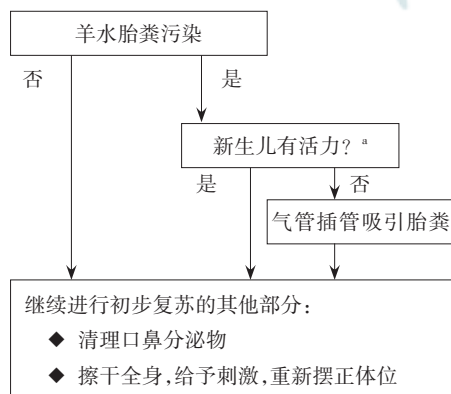 羊水胎粪污染
否
是
新生儿有活力? a
是
否
气管插管吸引胎粪
继续进行初步复苏的其他部分:
◆ 清理口鼻分泌物
◆ 擦干全身,给予刺激,重新摆正体位